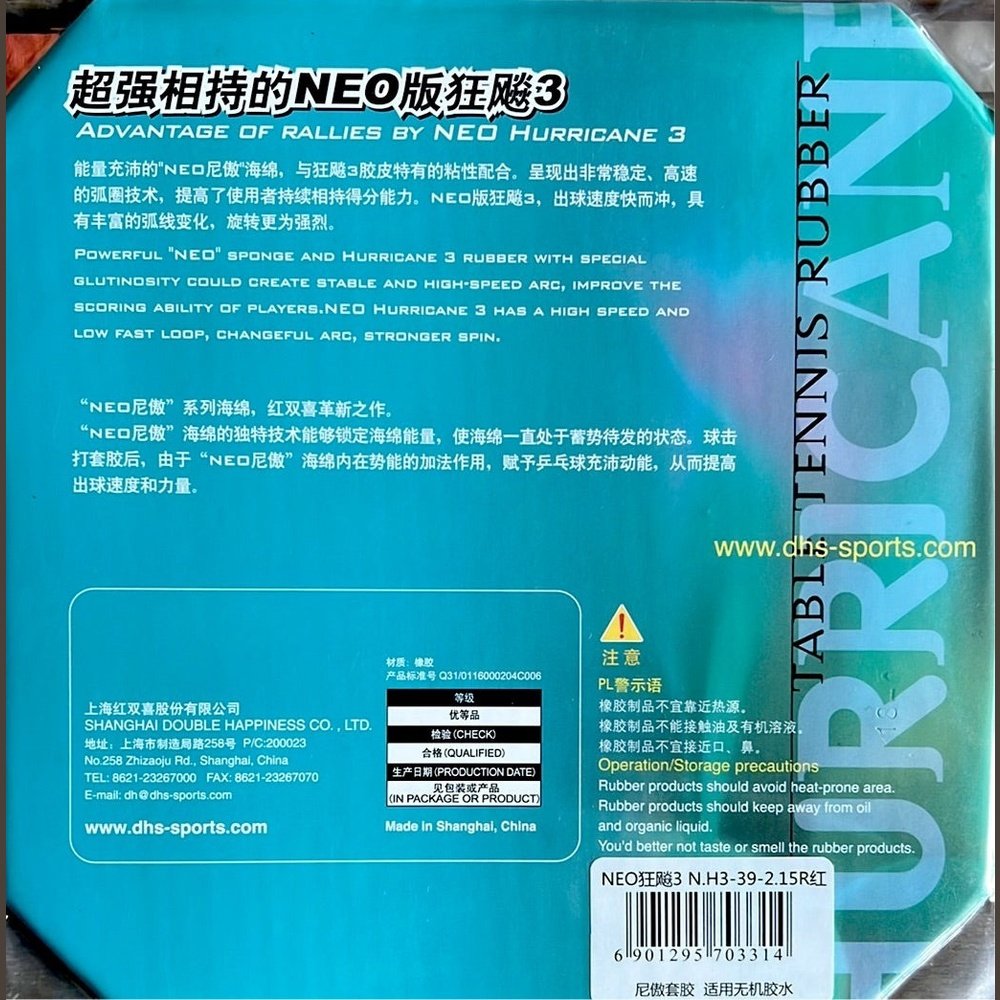 超强相持的NEO版狂飚3
ADVANTAGE OF RALLIES BY NEO HURRICANE 3
能量充沛的"NEO尼傲"海绵，与狂飚3胶皮特有的粘性配合。呈现出非常稳定、高速
的弧圈技术，提高了使用者持续相持得分能力。NEO版狂飚3，出球速度快而冲，具
有丰富的弧线变化，旋转更为强烈。
POWERFUL "NEO" SPONGE AND HURRICANE 3 RUBBER WITH SPECIAL
GLUTINOSITY COULD CREATE STABLE AND HIGH-SPEED ARC, IMPROVE THE
SCORING ABILITY OF PLAYERS.NEO HURRICANE 3 HAS A HIGH SPEED AND
LOW FAST LOOP, CHANGEFUL ARC, STRONGER SPIN.
“NEO尼傲”系列海绵，红双喜革新之作。
“NEO尼傲”海绵的独特技术能够锁定海绵能量，使海绵一直处于蓄势待发的状态。球击
打套胶后，由于“NEO尼傲”海绵内在势能的加法作用，赋予乒乓球充沛动能，从而提高
出球速度和力量。
TABLE TENNIS RUBBER
HURRICANE
www.dhs-sports.com
上海红双喜股份有限公司
SHANGHAI DOUBLE HAPPINESS CO., LTD.
地址：上海市制造局路258号 P/C:200023
No.258 Zhizaoju Rd., Shanghai, China
TEL: 8621-23267000 FAX: 8621-23267070
E-mail: dh@dhs-sports.com
www.dhs-sports.com
材质：橡胶
产品标准号 Q31/0116000204C006
等级
优等品
检验(CHECK)
合格(QUALIFIED)
生产日期(PRODUCTION DATE)
见包装或产品
(IN PACKAGE OR PRODUCT)
Made in Shanghai, China
注意
PL警示语
橡胶制品不宜靠近热源。
橡胶制品不能接触油及有机溶液。
橡胶制品不宜接近口、鼻。
Operation/Storage precautions
Rubber products should avoid heat-prone area.
Rubber products should keep away from oil
and organic liquid.
You'd better not taste or smell the rubber products.
NEO狂飚3 N.H3-39-2.15R红
6 901295 703314
尼傲套胶 适用无机胶水